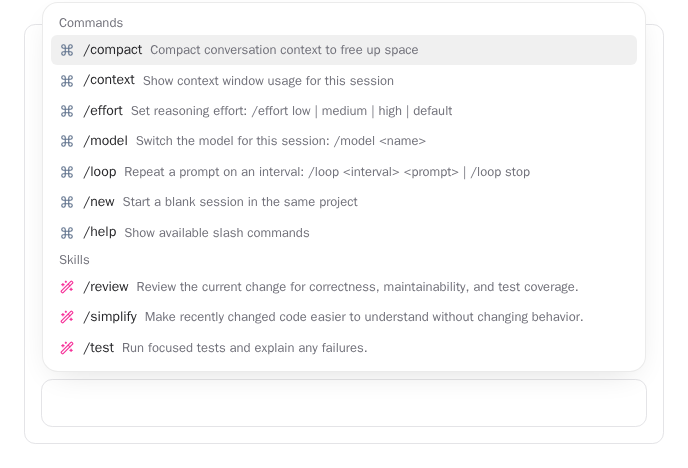 Commands
/compact Compact conversation context to free up space
/context Show context window usage for this session
/effort Set reasoning effort: /effort low | medium | high | default
/model Switch the model for this session: /model <name>
/loop Repeat a prompt on an interval: /loop <interval> <prompt> | /loop stop
/new Start a blank session in the same project
/help Show available slash commands
Skills
/review Review the current change for correctness, maintainability, and test coverage.
/simplify Make recently changed code easier to understand without changing behavior.
/test Run focused tests and explain any failures.